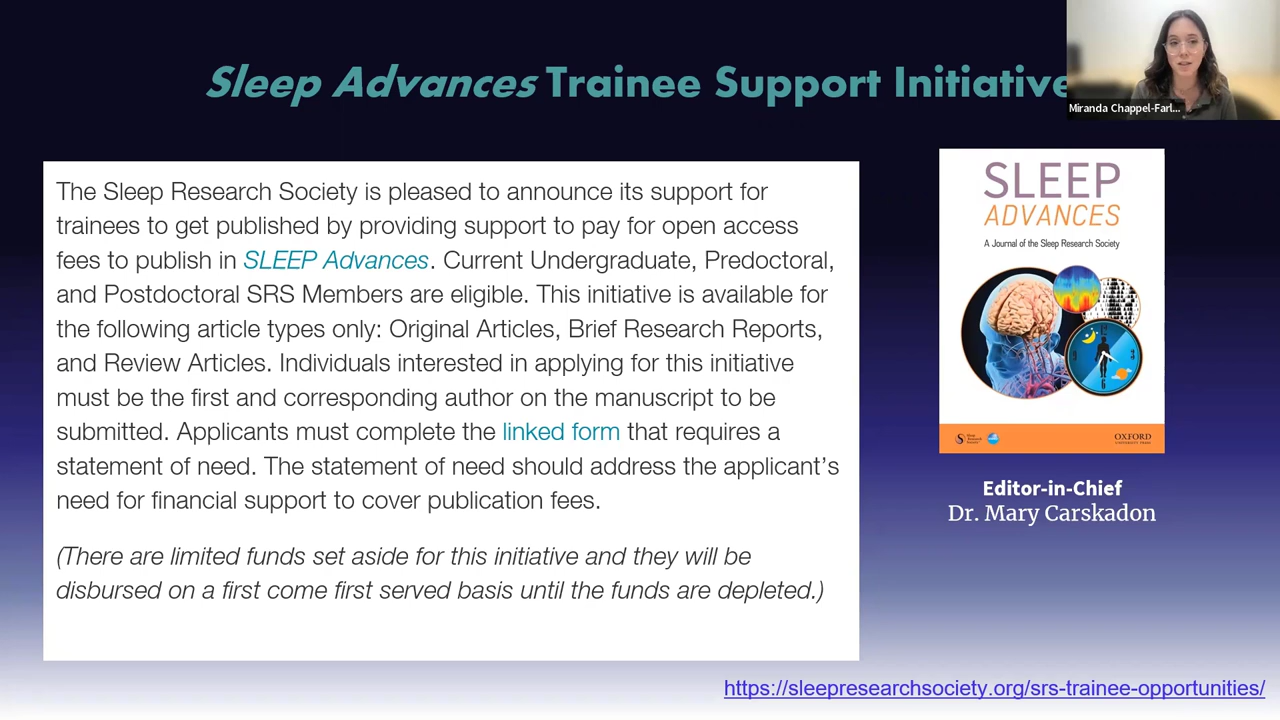 Sleep Advances Trainee Support Initiative
Miranda Chappel-Farl...
The Sleep Research Society is pleased to announce its support for
trainees to get published by providing support to pay for open access
fees to publish in SLEEP Advances. Current Undergraduate, Predoctoral,
and Postdoctoral SRS Members are eligible. This initiative is available for
the following article types only: Original Articles, Brief Research Reports,
and Review Articles. Individuals interested in applying for this initiative
must be the first and corresponding author on the manuscript to be
submitted. Applicants must complete the linked form that requires a
statement of need. The statement of need should address the applicant's
need for financial support to cover publication fees.
(There are limited funds set aside for this initiative and they will be
disbursed on a first come first served basis until the funds are depleted.)
SLEEP
ADVANCES
A Journal of the Sleep Research Society
OXFORD
UNIVERSITY PRESS
Editor-in-Chief
Dr. Mary Carskadon
https://sleepresearchsociety.org/srs-trainee-opportunities/